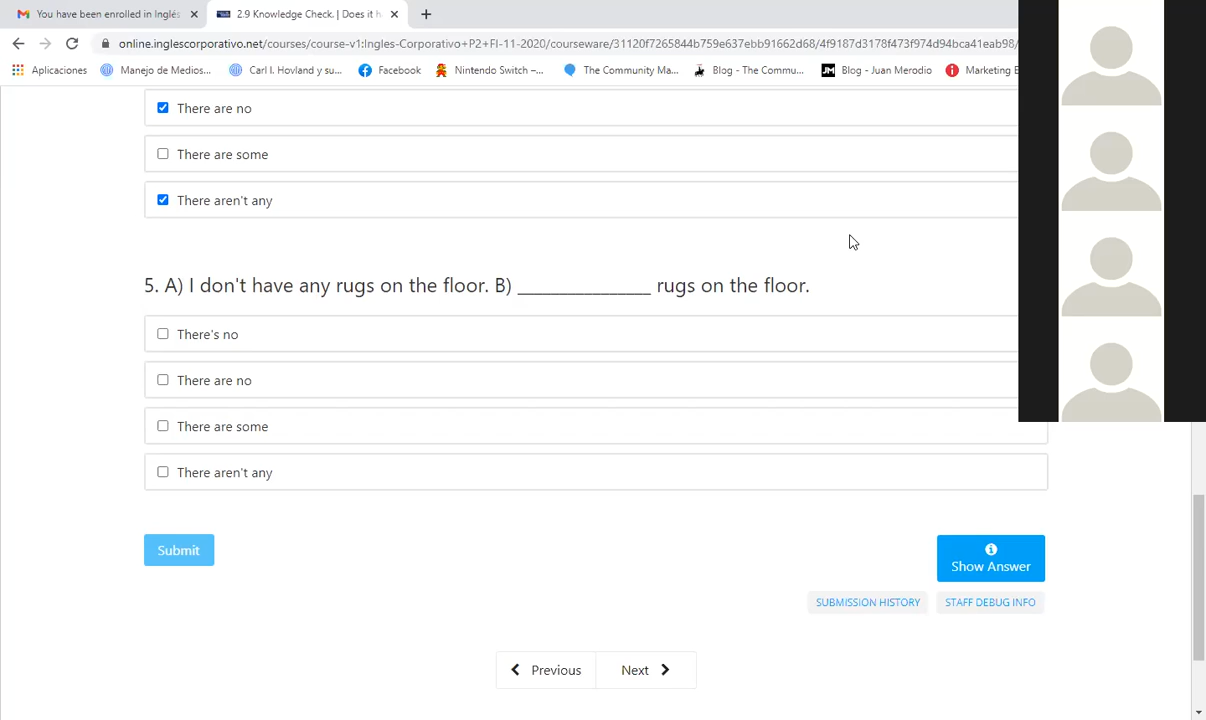 You have been enrolled in Inglés
2.9 Knowledge Check. | Does it h
online.inglescorporativo.net/courses/course-v1:Ingles-Corporativo+P2+FI-11-2020/courseware/31120f7265844b759e637ebb91662d68/4f9187d3178f473f974d94bca41eab98/
Aplicaciones
Manejo de Medios...
Carl I. Hovland y su...
Facebook
Nintendo Switch –...
The Community Ma...
Blog - The Commu...
JM
Blog - Juan Merodio
Marketing E
There are no
There are some
There aren't any
5. A) I don't have any rugs on the floor. B) _______________ rugs on the floor.
There's no
There are no
There are some
There aren't any
Submit
Show Answer
SUBMISSION HISTORY
STAFF DEBUG INFO
Previous
Next